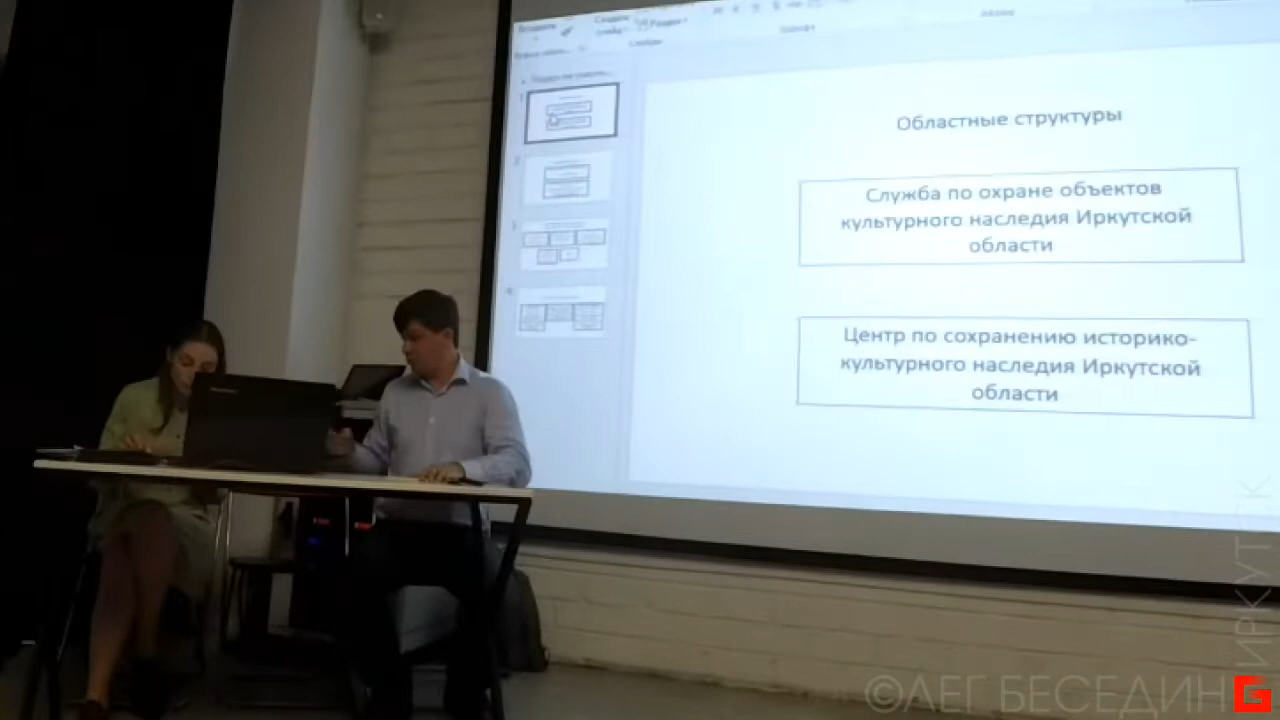 Областные структуры
Служба по охране объектов
культурного наследия Иркутской
области
Центр по сохранению историко-
культурного наследия Иркутской
области
©ЛЕГ БЕСЕДИН
ИРКУТСК